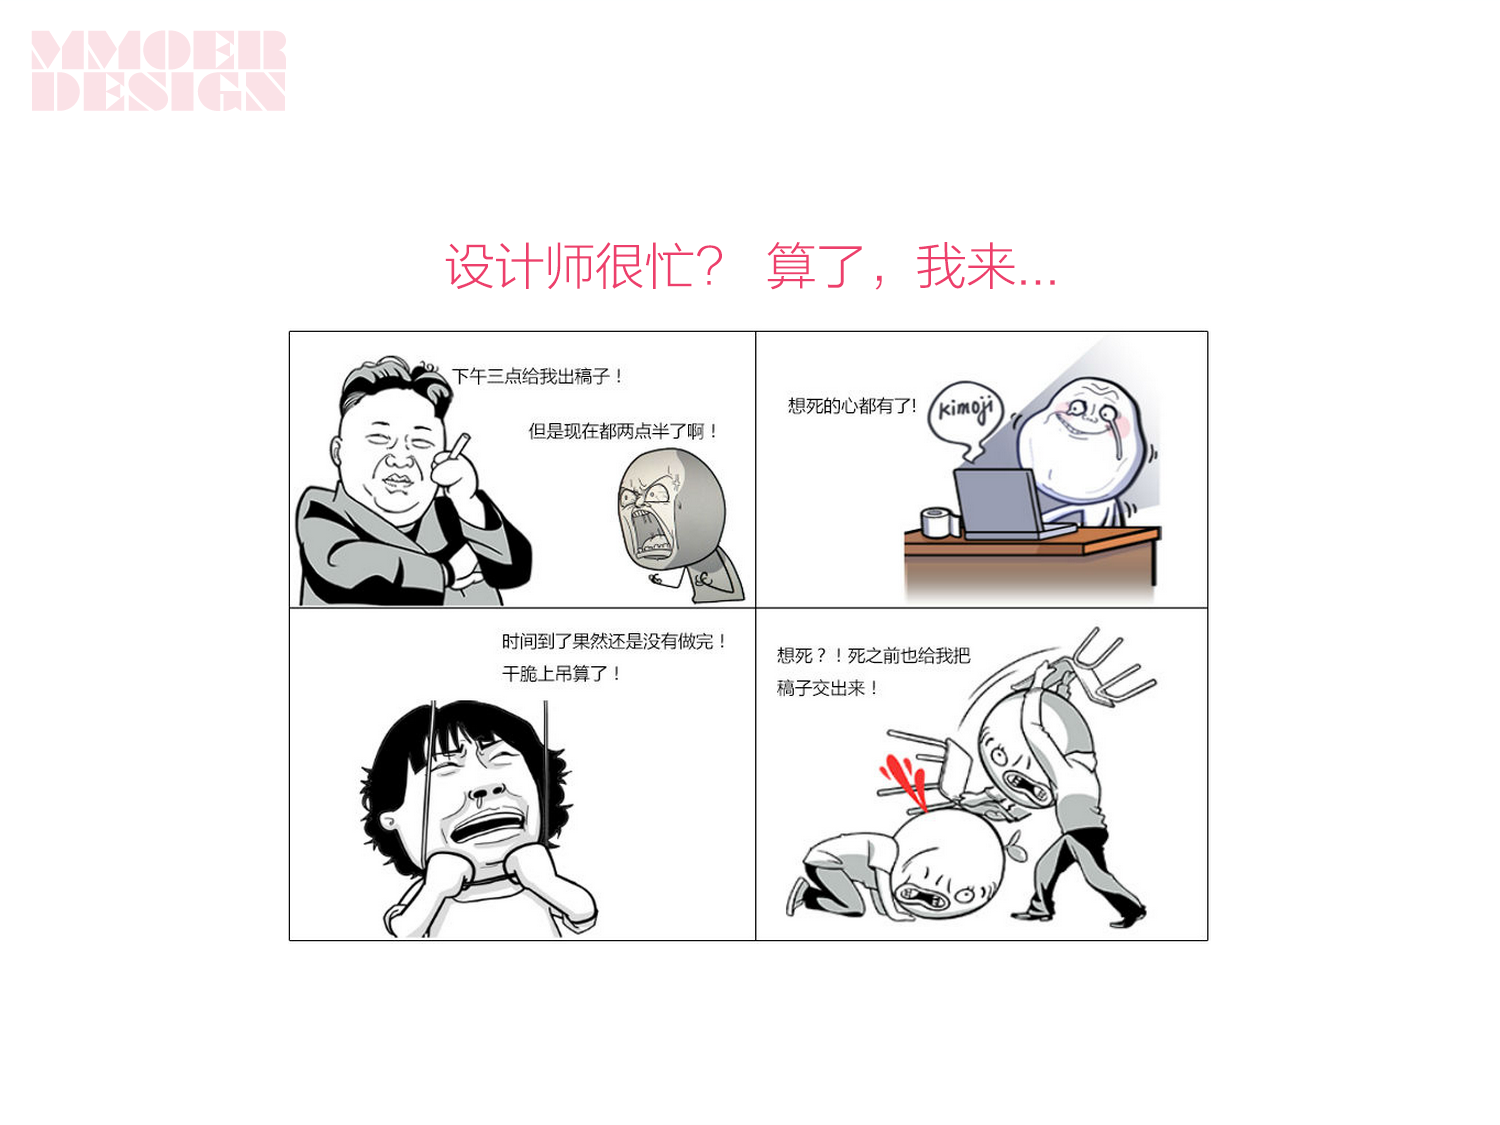 MMOER
DESIGN
设计师很忙? 算了，我来...
下午三点给我出稿子！
但是现在都两点半了啊！
想死的心都有了!
kimoji
时间到了果然还是没有做完！
干脆上吊算了！
想死？！死之前也给我把
稿子交出来！